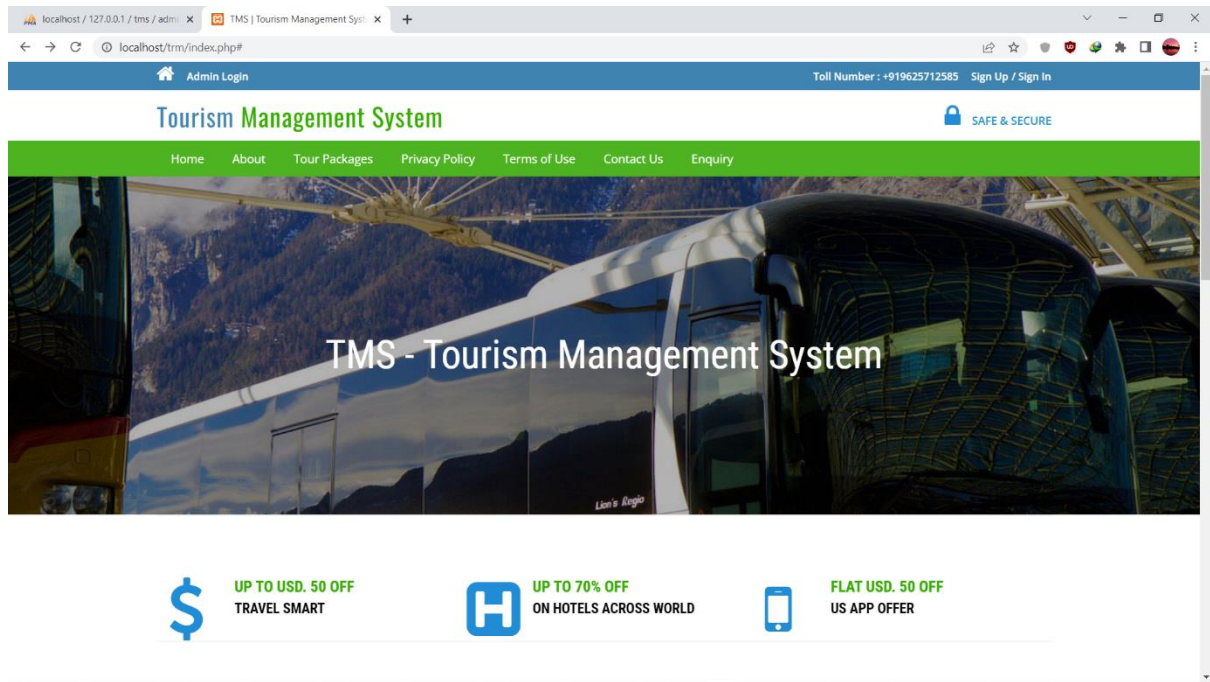 localhost / 127.0.0.1 / tms / adm
TMS | Tourism Management Syst
localhost/trm/index.php#
Admin Login
Toll Number : +919625712585 Sign Up / Sign In
Tourism Management System
SAFE & SECURE
Home About Tour Packages Privacy Policy Terms of Use Contact Us Enquiry
TMS - Tourism Management System
Lion's Regio
UP TO USD. 50 OFF
TRAVEL SMART
H
UP TO 70% OFF
ON HOTELS ACROSS WORLD
FLAT USD. 50 OFF
US APP OFFER